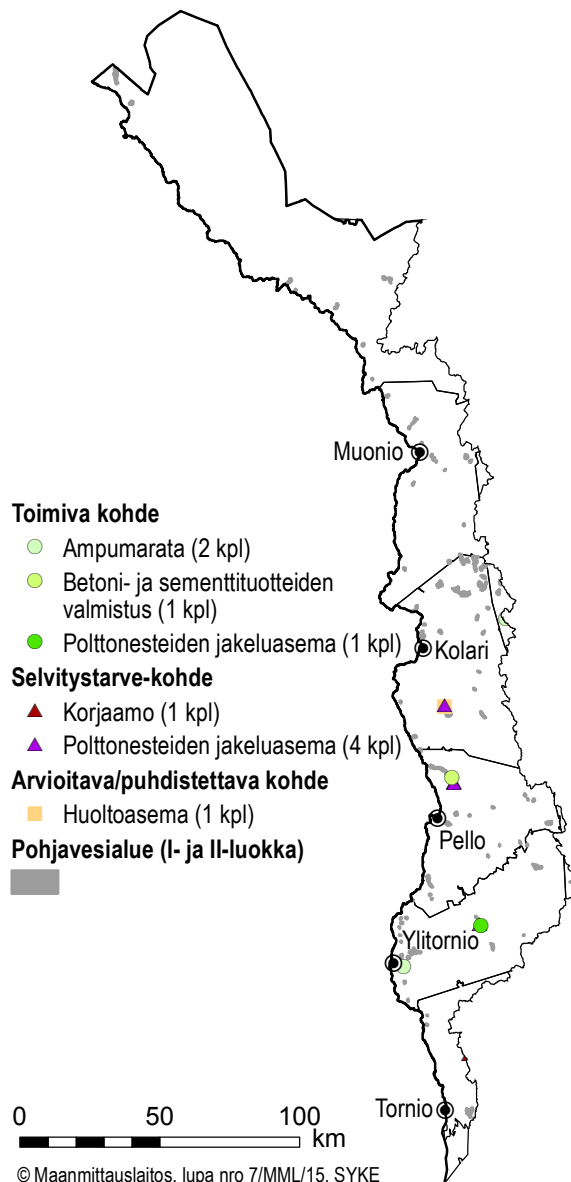 Muonio
Toimiva kohde
Ampumarata (2 kpl)
Betoni- ja sementtituotteiden
valmistus (1 kpl)
Polttonesteiden jakeluasema (1 kpl)
Kolari
Selvitystarve-kohde
Korjaamo (1 kpl)
Polttonesteiden jakeluasema (4 kpl)
Arvioitava/puhdistettava kohde
Huoltoasema (1 kpl)
Pohjavesialue (I- ja II-luokka)
Pello
Ylitornio
Tornio
0 50 100
km
© Maanmittauslaitos, lupa nro 7/MML/15, SYKE